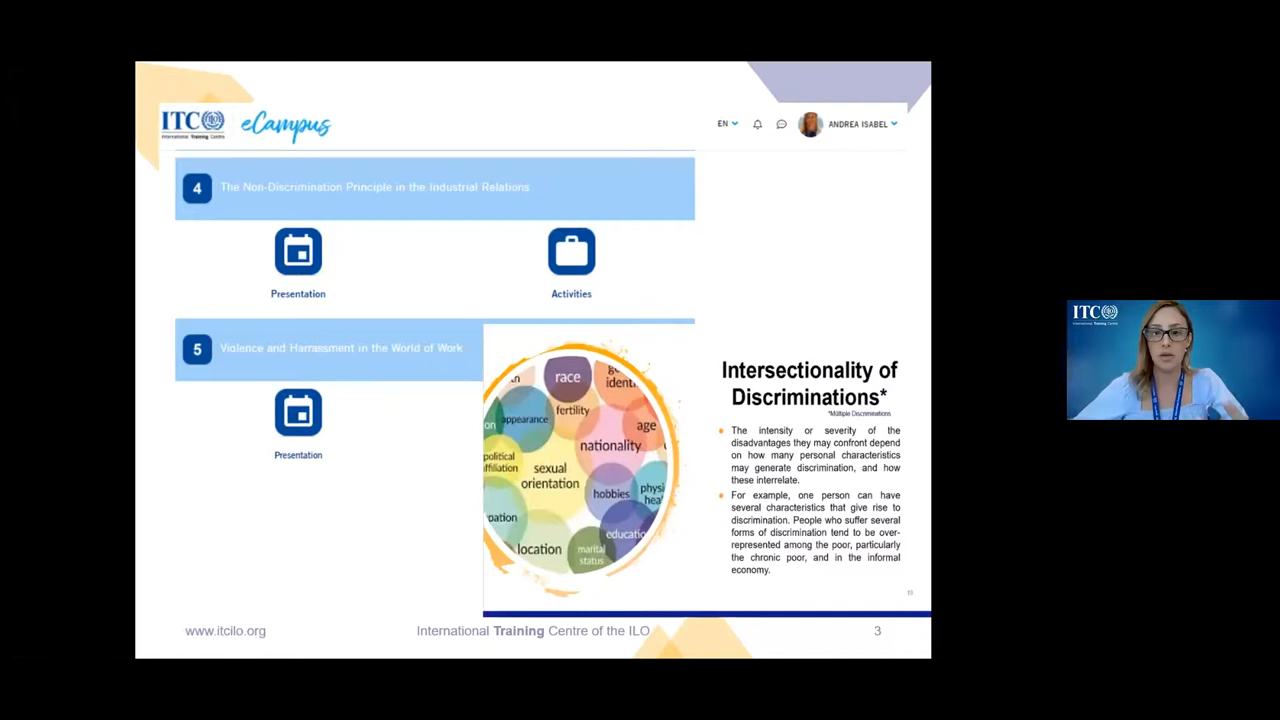 ITC
International Training Centre
eCampus
EN
ANDREA ISABEL
4
The Non-Discrimination Principle in the Industrial Relations
Presentation
Activities
5
Violence and Harrassment in the World of Work
Presentation
race
fertility
appearance
age
nationality
political
sexual
orientation
hobbies
location
marital
status
Intersectionality of
Discriminations*
*Múltiple Discriminations
The intensity or severity of the
disadvantages they may confront depend
on how many personal characteristics
may generate discrimination, and how
these interrelate.
For example, one person can have
several characteristics that give rise to
discrimination. People who suffer several
forms of discrimination tend to be over-
represented among the poor, particularly
the chronic poor, and in the informal
economy.
www.itcilo.org
International Training Centre of the ILO
3
ITC
International Training Centre